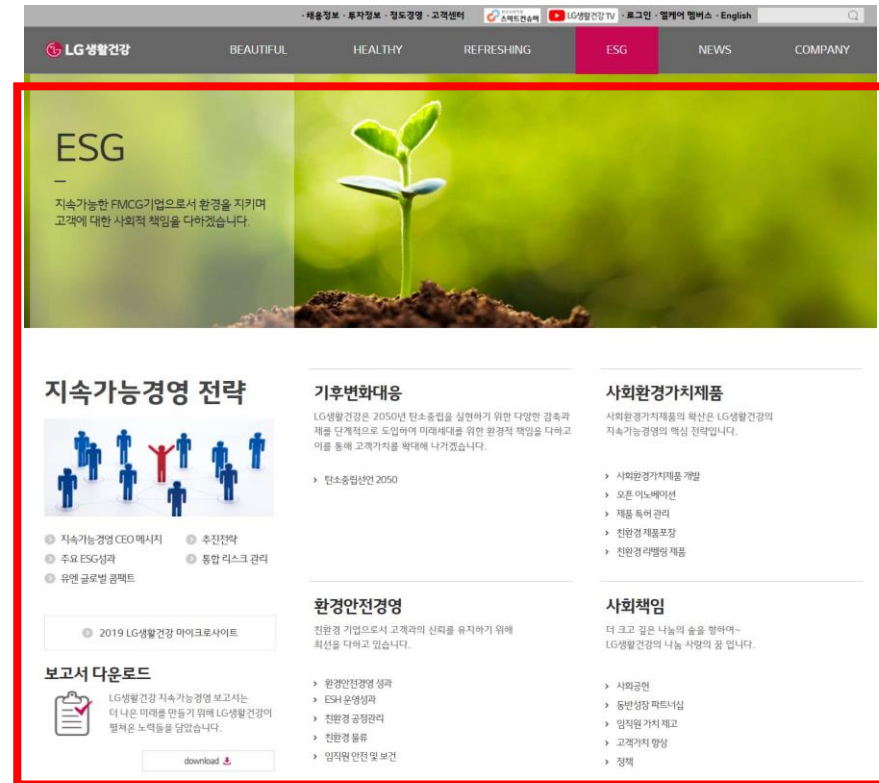 · 채용정보 · 투자정보 · 정도경영 · 고객센터 스마트컨슈머 LG생활건강TV · 로그인 · 엘케어 멤버스 · English
LG생활건강 BEAUTIFUL HEALTHY REFRESHING ESG NEWS COMPANY
ESG
지속가능한 FMCG기업으로서 환경을 지키며
고객에 대한 사회적 책임을 다하겠습니다.
지속가능경영 전략
지속가능경영 CEO 메시지
추진전략
주요 ESG성과
통합 리스크 관리
유엔 글로벌 콤팩트
2019 LG생활건강 마이크로사이트
보고서 다운로드
LG생활건강 지속가능경영 보고서는
더 나은 미래를 만들기 위해 LG생활건강이
펼쳐온 노력들을 담았습니다.
download
기후변화대응
LG생활건강은 2050년 탄소중립을 실현하기 위한 다양한 감축과
제를 단계적으로 도입하여 미래세대를 위한 환경적 책임을 다하고
이를 통해 고객가치를 확대해 나가겠습니다.
탄소중립선언 2050
사회환경가치제품
사회환경가치제품의 확산은 LG생활건강의
지속가능경영의 핵심 전략입니다.
사회환경가치제품 개발
오픈 이노베이션
제품 특허 관리
친환경 제품포장
친환경 라벨링 제품
환경안전경영
친환경 기업으로서 고객과의 신뢰를 유지하기 위해
최선을 다하고 있습니다.
환경안전경영 성과
ESH 운영성과
친환경 공정관리
친환경 물류
임직원 안전 및 보건
사회책임
더 크고 깊은 나눔의 숲을 향하여~
LG생활건강의 나눔 사랑의 꿈 입니다.
사회공헌
동반성장 파트너십
임직원 가치 제고
고객가치 향상
정책